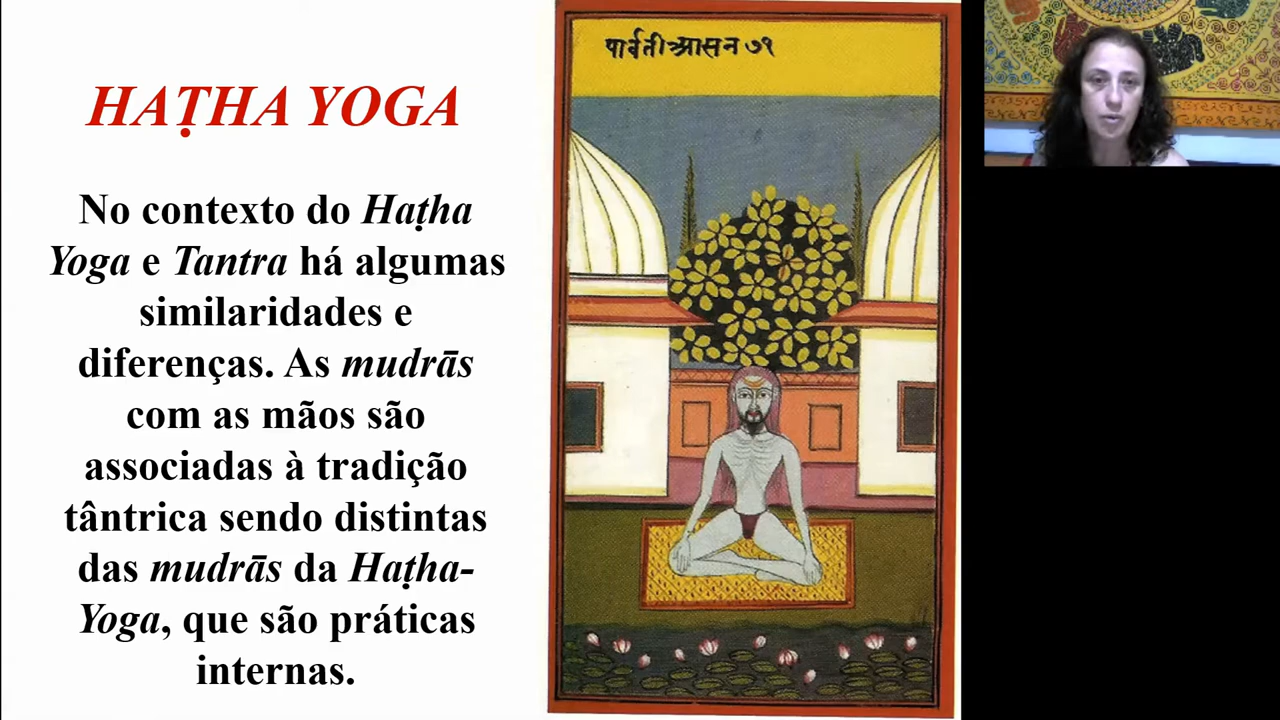 HAṬHA YOGA
No contexto do Haṭha
Yoga e Tantra há algumas
similaridades e
diferenças. As mudrās
com as mãos são
associadas à tradição
tântrica sendo distintas
das mudrās da Haṭha-
Yoga, que são práticas
internas.
पार्वतीआसन ७१